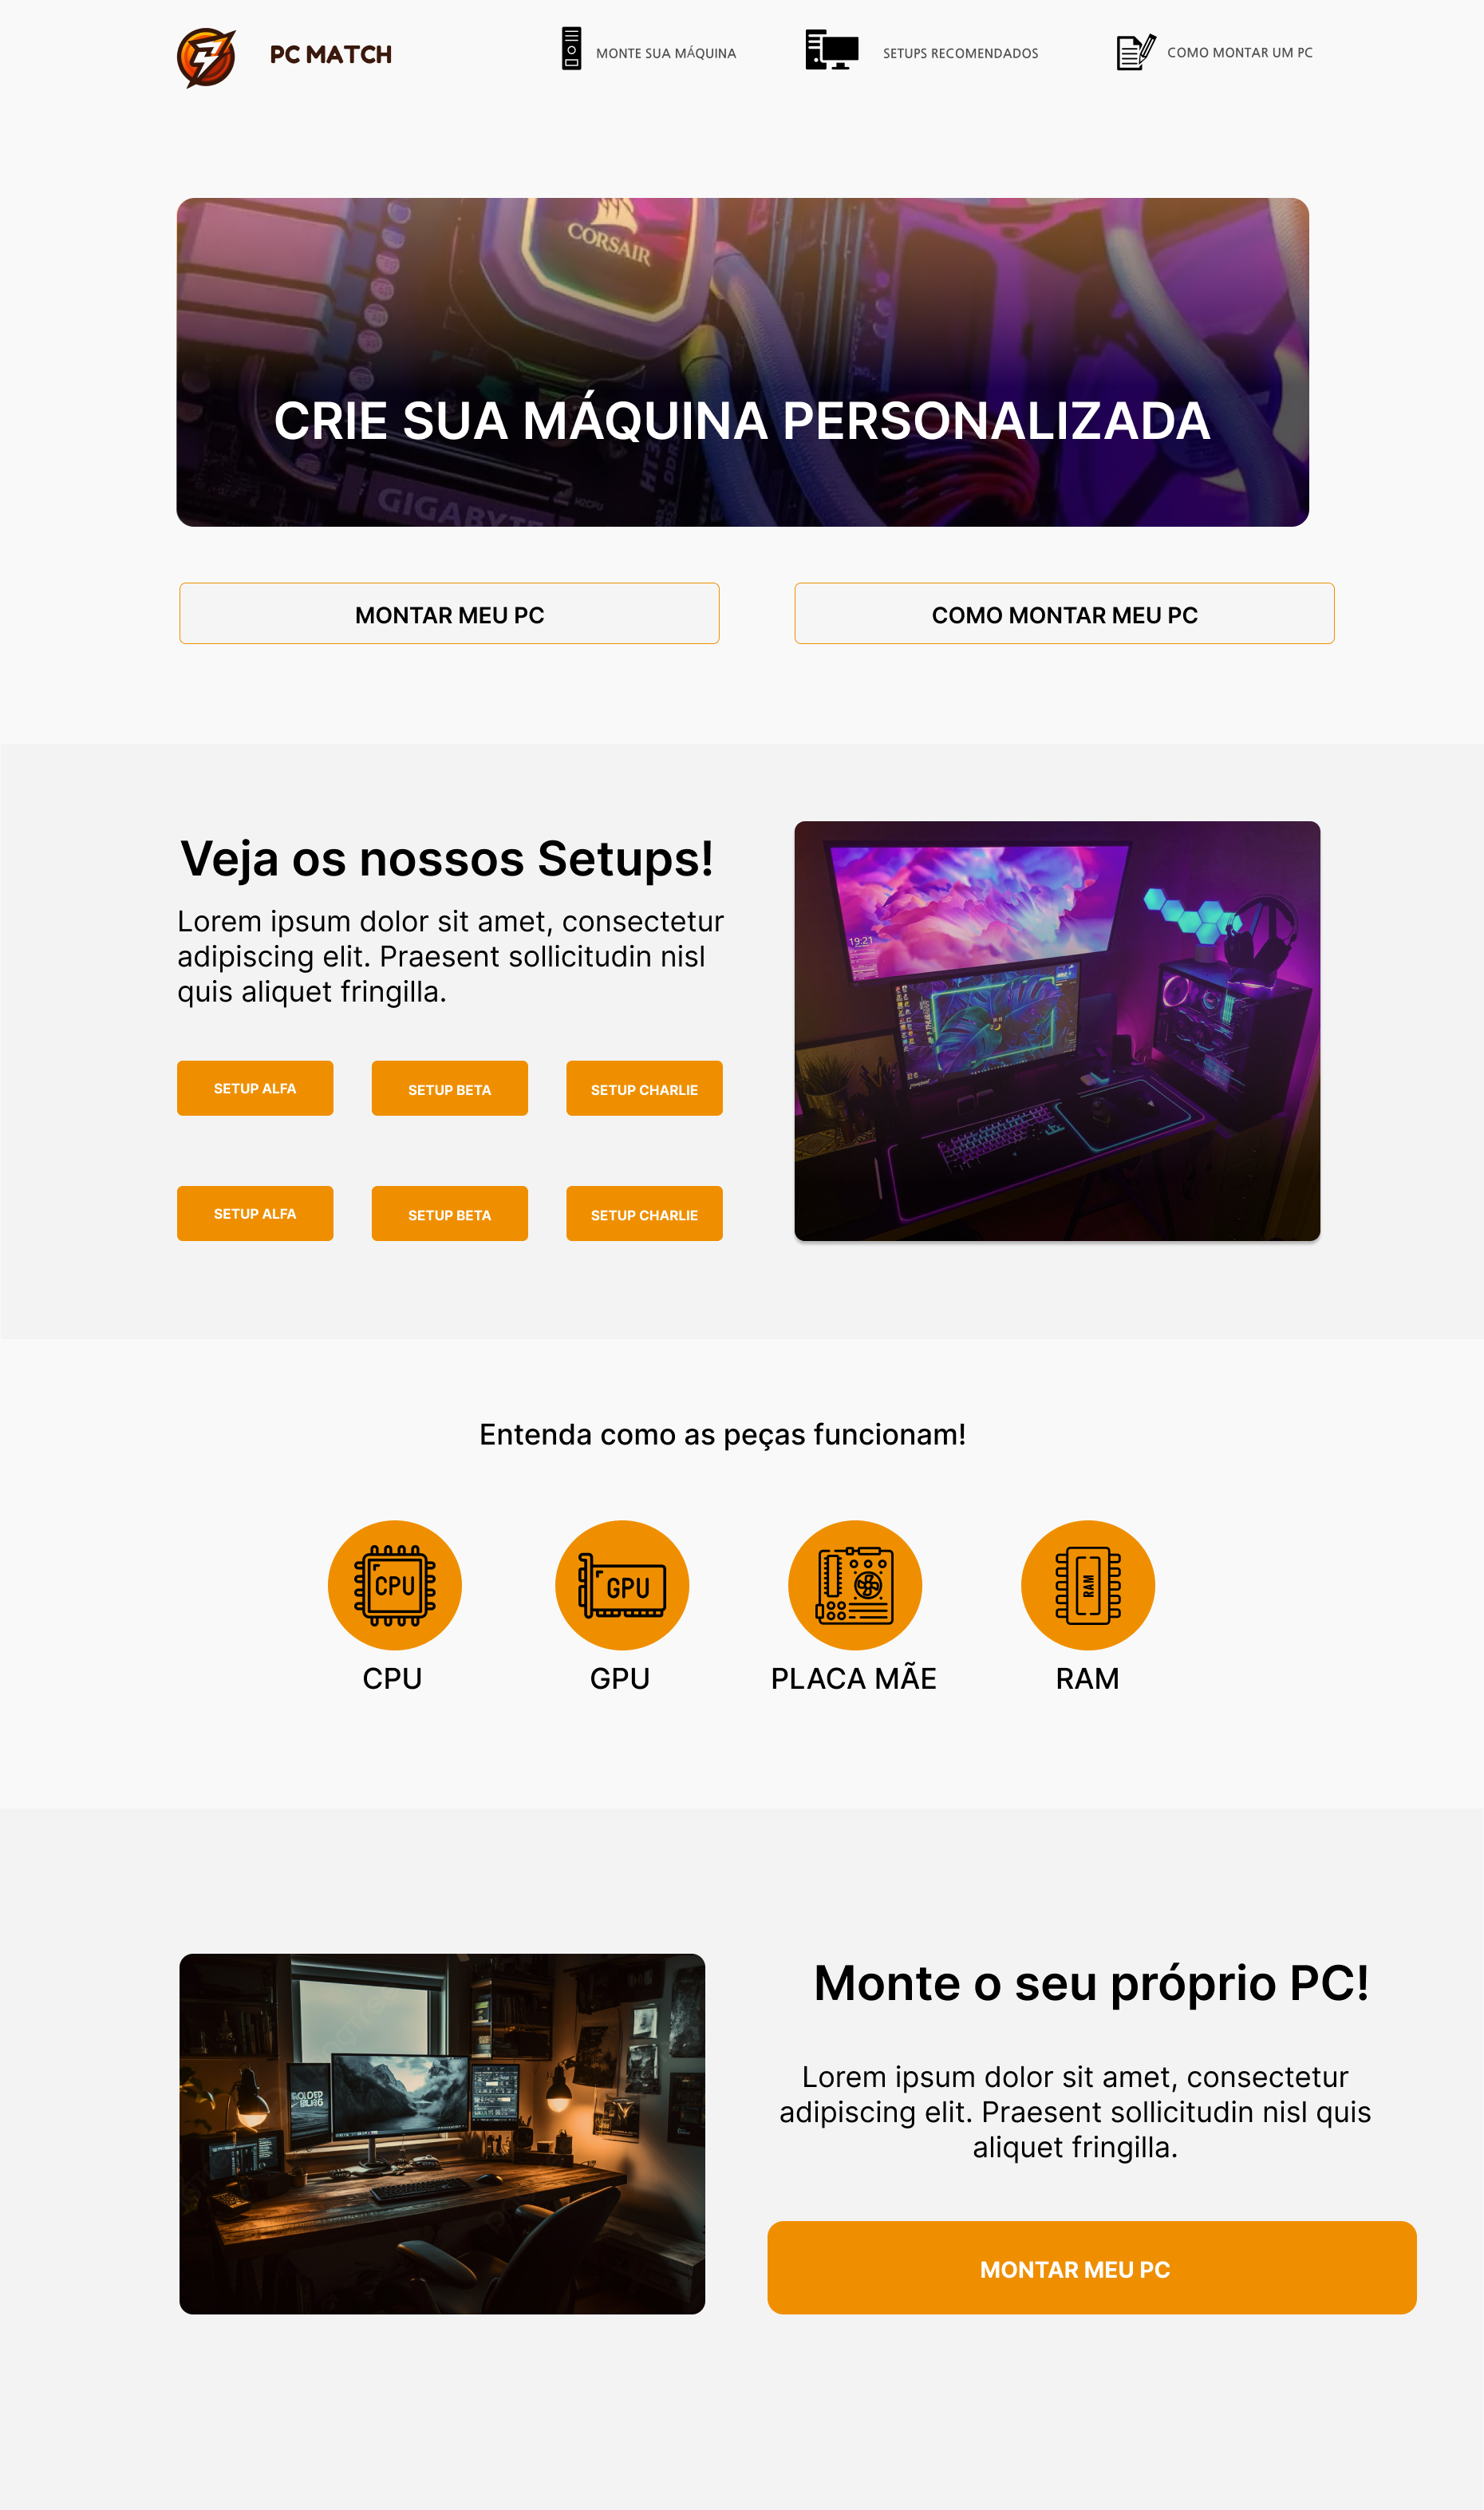 PC MATCH
MONTE SUA MÁQUINA
SETUPS RECOMENDADOS
COMO MONTAR UM PC
CORSAIR
CRIE SUA MÁQUINA PERSONALIZADA
GIGABYTE
MONTAR MEU PC
COMO MONTAR MEU PC
Veja os nossos Setups!
Lorem ipsum dolor sit amet, consectetur
adipiscing elit. Praesent sollicitudin nisl
quis aliquet fringilla.
19:21
SETUP ALFA
SETUP BETA
SETUP CHARLIE
SETUP ALFA
SETUP BETA
SETUP CHARLIE
Entenda como as peças funcionam!
CPU
GPU
RAM
CPU
GPU
PLACA MÃE
RAM
Monte o seu próprio PC!
Lorem ipsum dolor sit amet, consectetur
adipiscing elit. Praesent sollicitudin nisl quis
aliquet fringilla.
MONTAR MEU PC